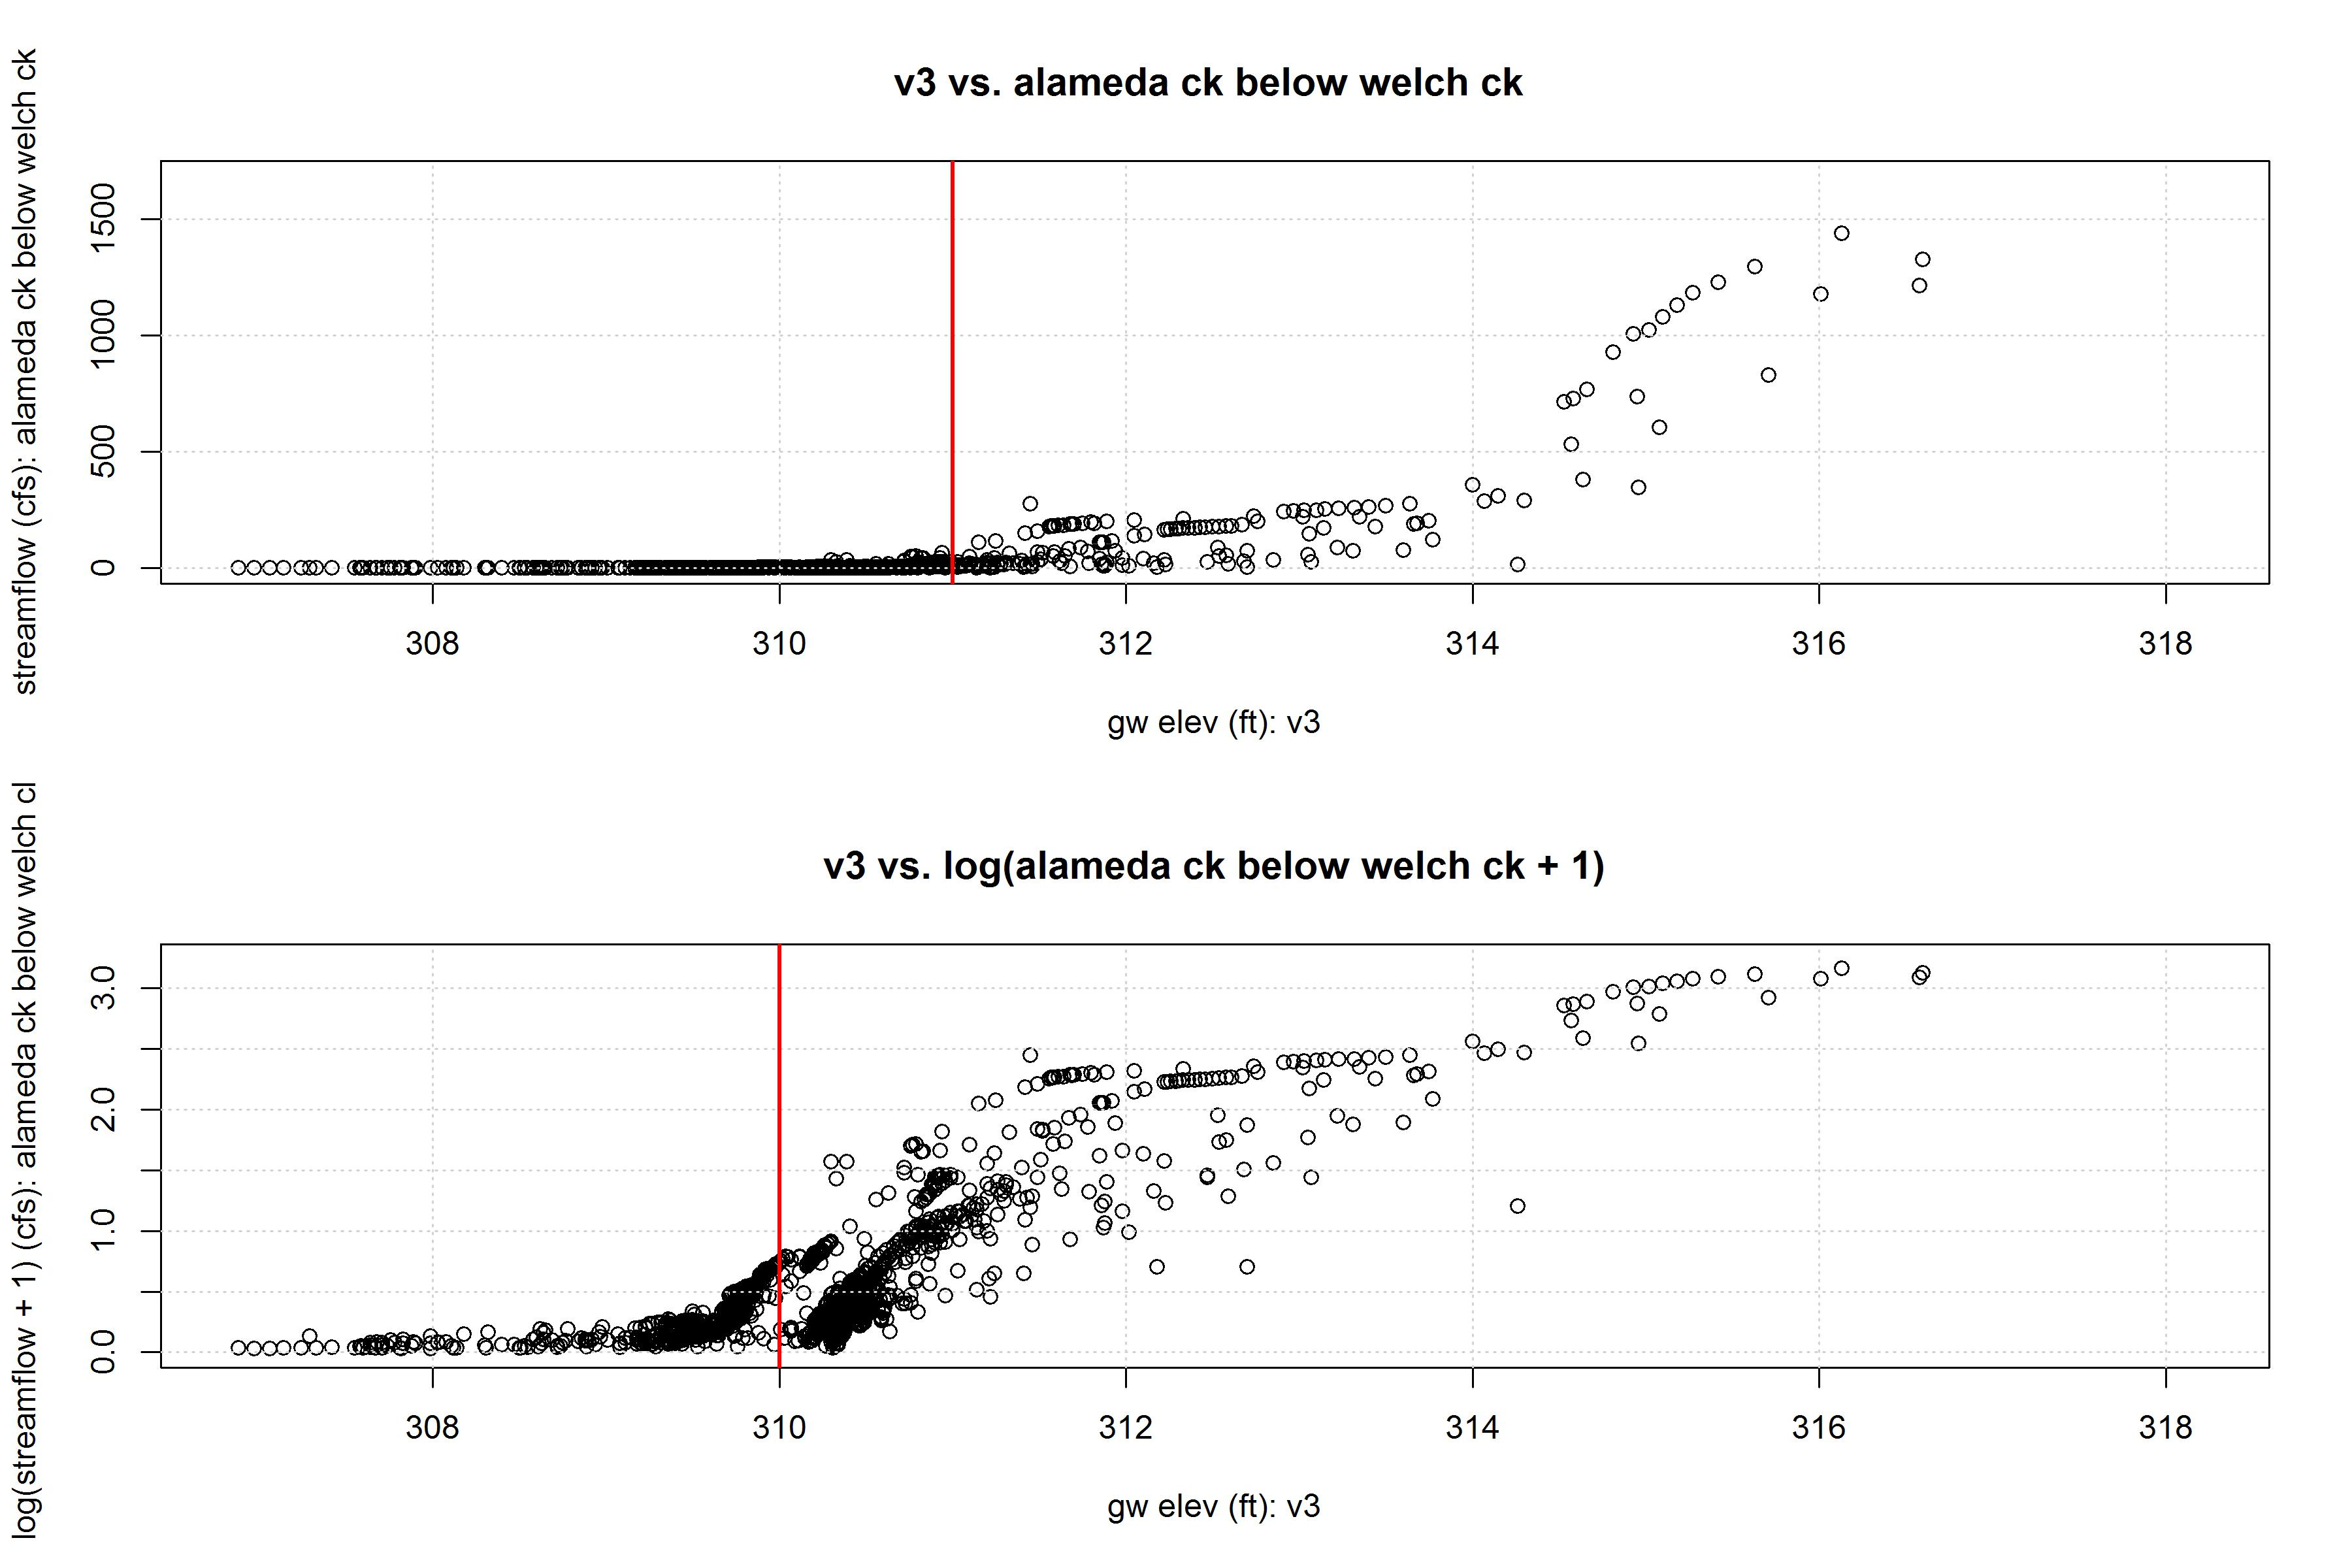 v3 vs. alameda ck below welch ck
streamflow (cfs): alameda ck below welch ck
1500
1000
500
0
308 310 312 314 316 318
gw elev (ft): v3
v3 vs. log(alameda ck below welch ck + 1)
log(streamflow + 1) (cfs): alameda ck below welch cl
3.0
2.0
1.0
0.0
308 310 312 314 316 318
gw elev (ft): v3